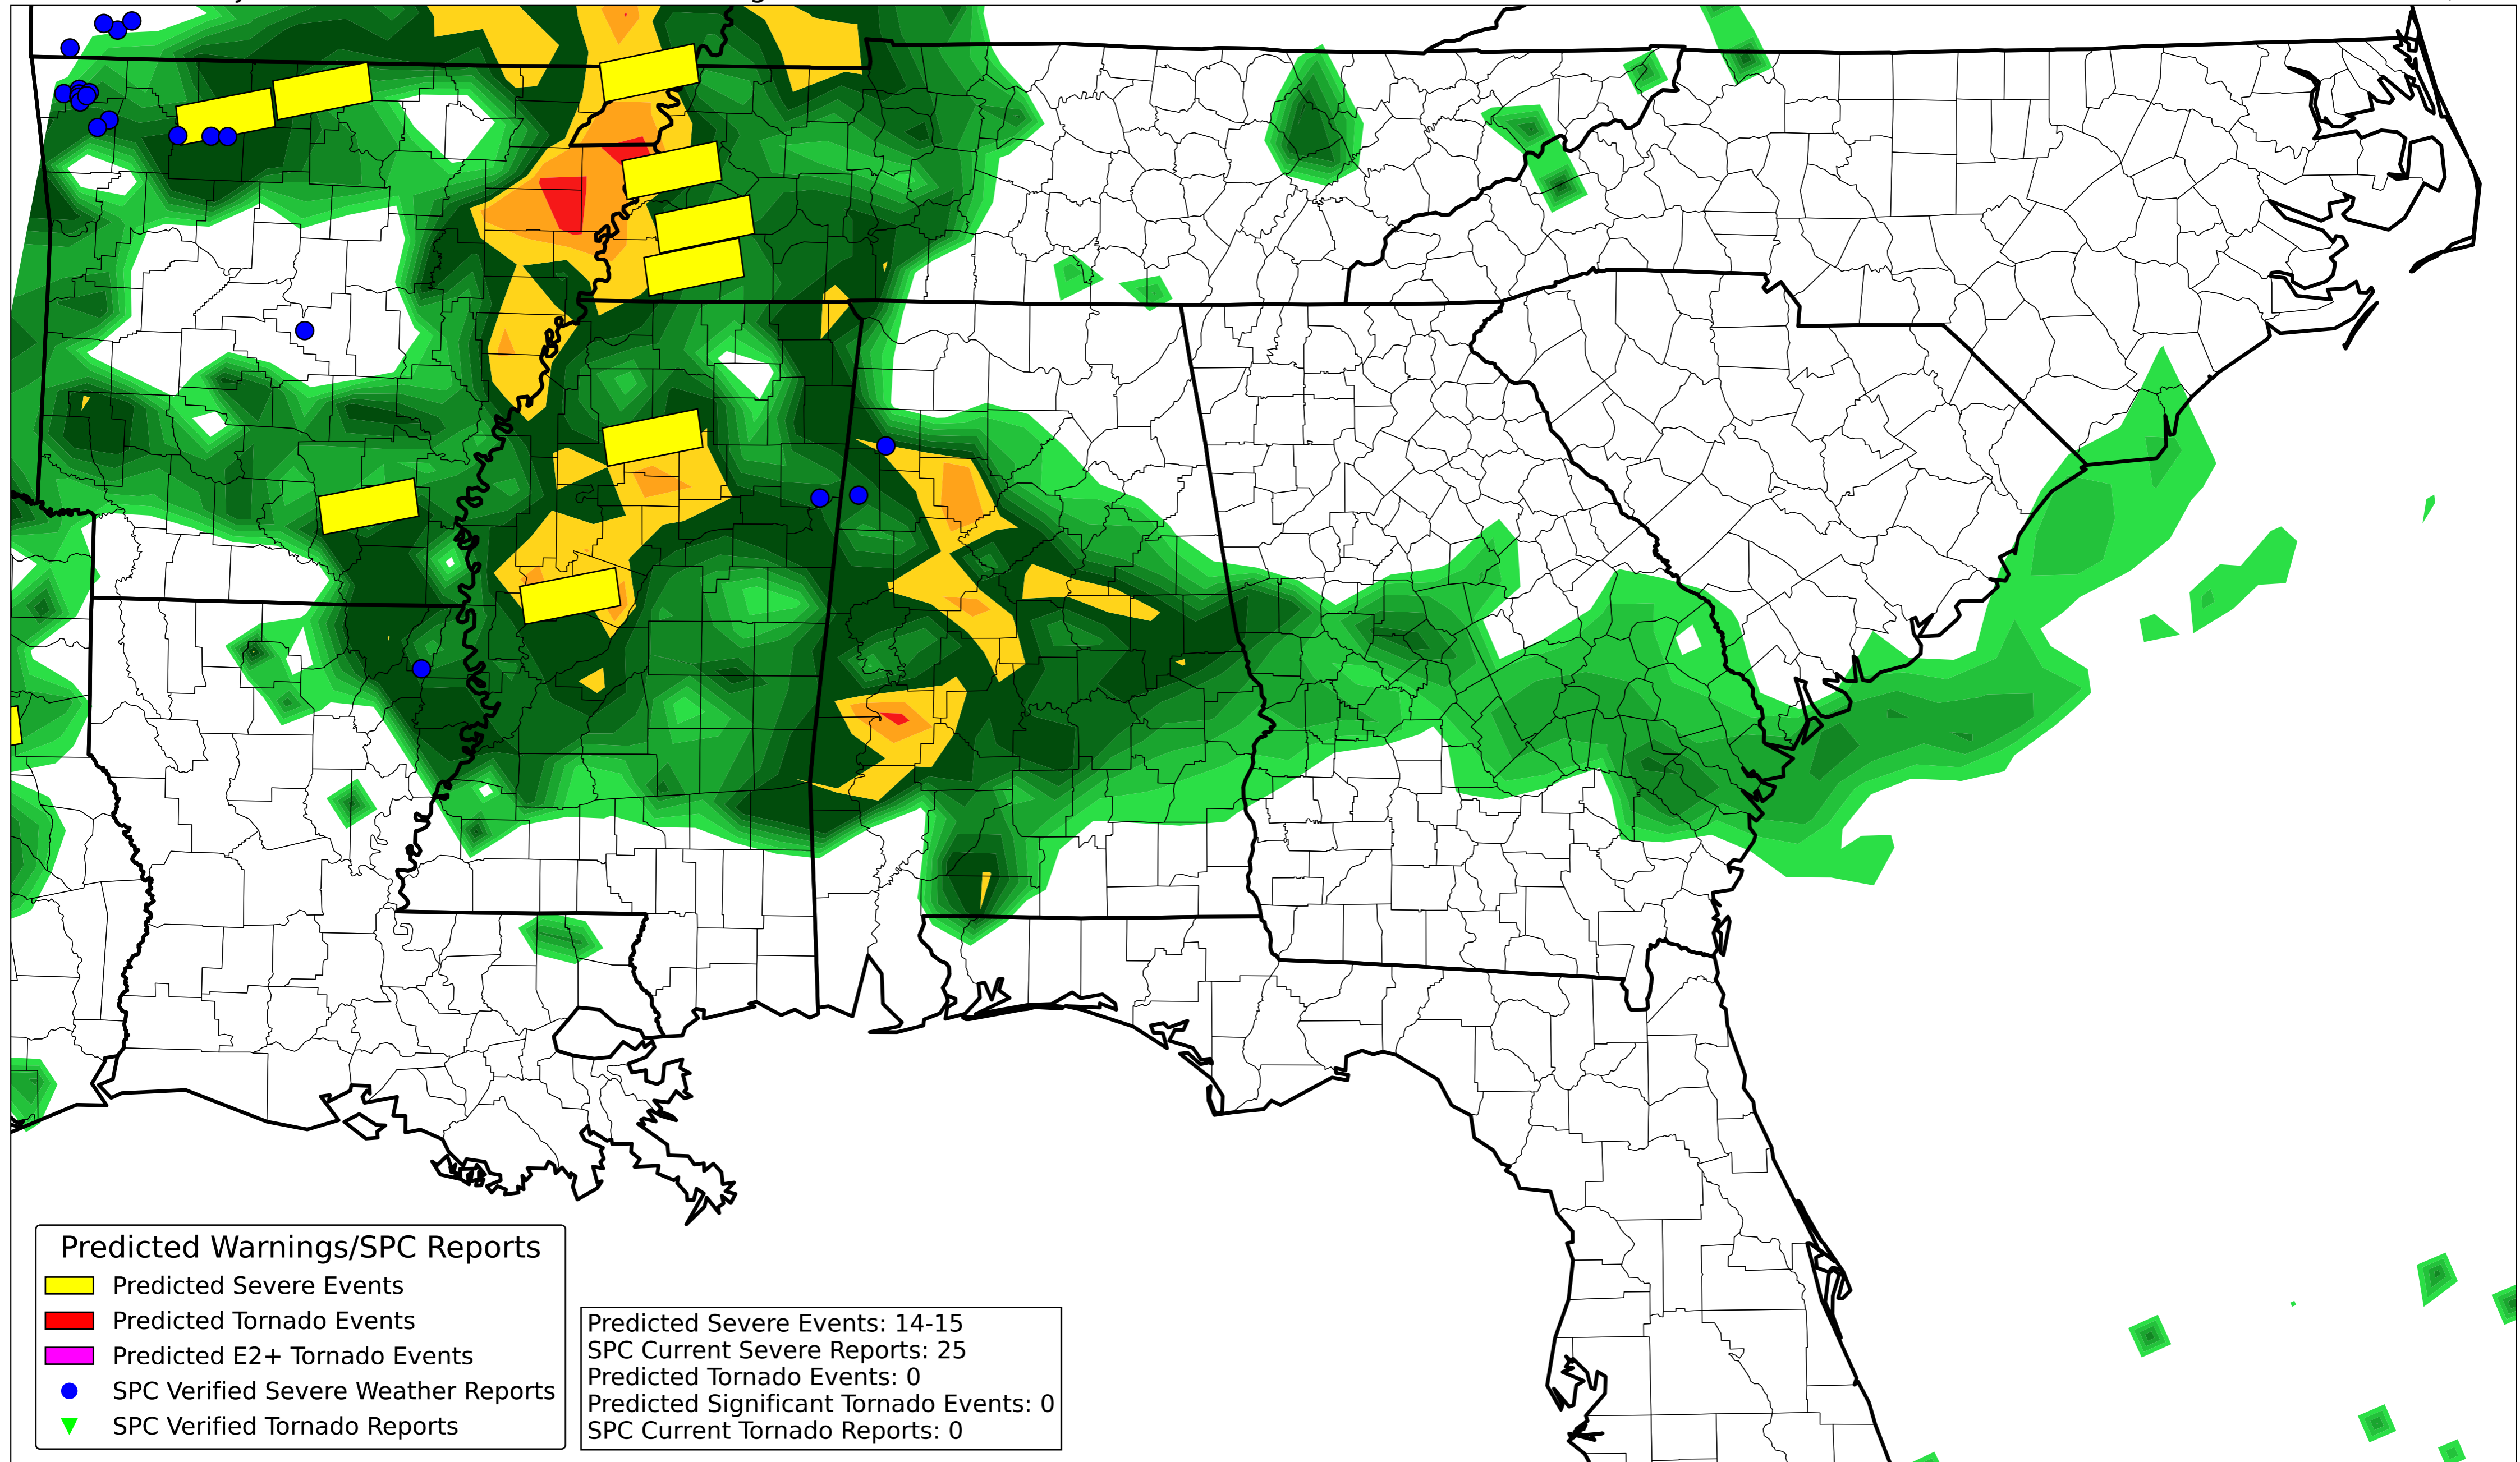 Predicted Warnings/SPC Reports
Predicted Severe Events
Predicted Tornado Events
Predicted E2+ Tornado Events
SPC Verified Severe Weather Reports
SPC Verified Tornado Reports
Predicted Severe Events: 14-15
SPC Current Severe Reports: 25
Predicted Tornado Events: 0
Predicted Significant Tornado Events: 0
SPC Current Tornado Reports: 0